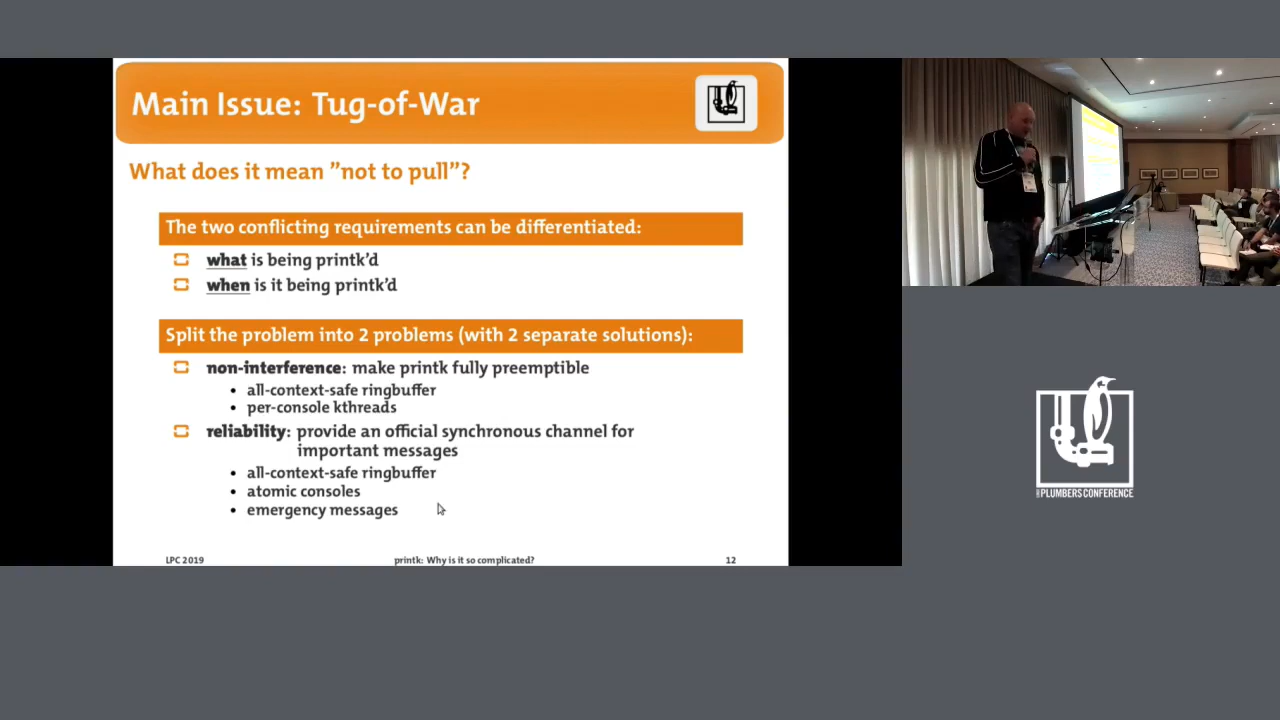 Main Issue: Tug-of-War
What does it mean ”not to pull”?
The two conflicting requirements can be differentiated:
what is being printk’d
when is it being printk’d
Split the problem into 2 problems (with 2 separate solutions):
non-interference: make printk fully preemptible
• all-context-safe ringbuffer
• per-console kthreads
reliability: provide an official synchronous channel for
important messages
• all-context-safe ringbuffer
• atomic consoles
• emergency messages
LPC 2019 printk: Why is it so complicated? 12
PLUMBERS CONFERENCE